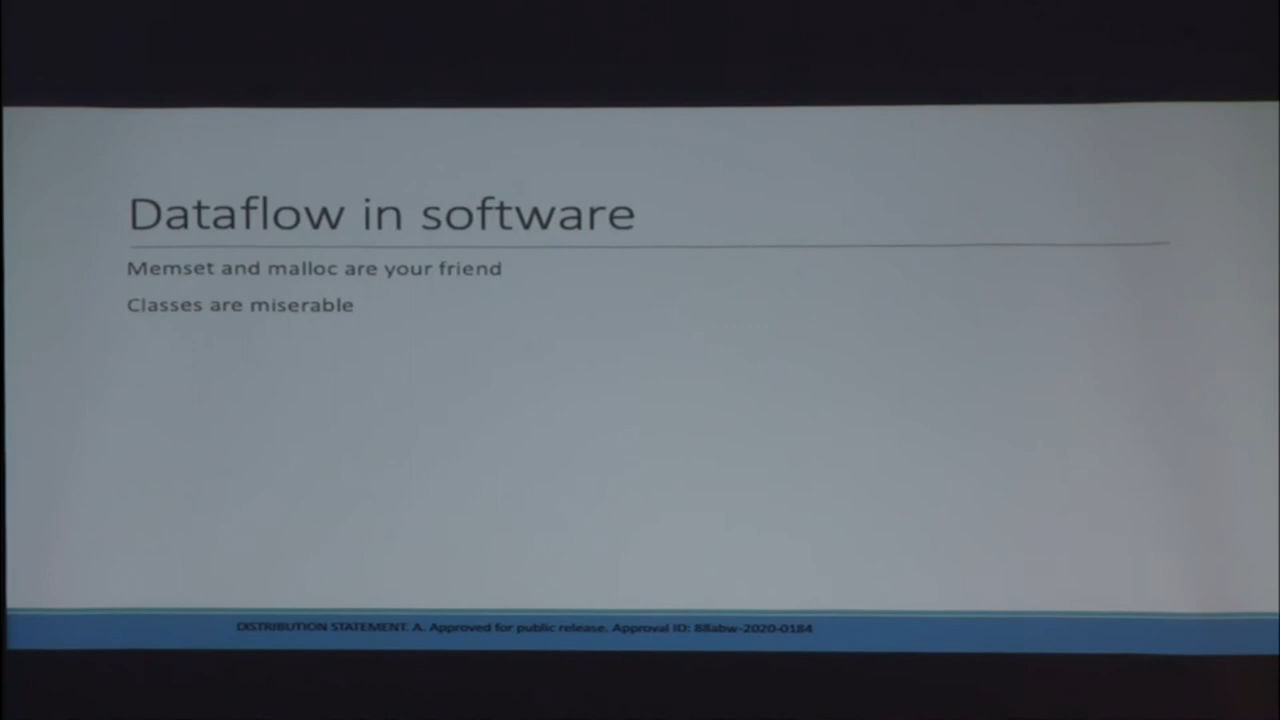 Dataflow in software
Memset and malloc are your friend
Classes are miserable
DISTRIBUTION STATEMENT. A. Approved for public release. Approval ID: 88abw-2020-0184